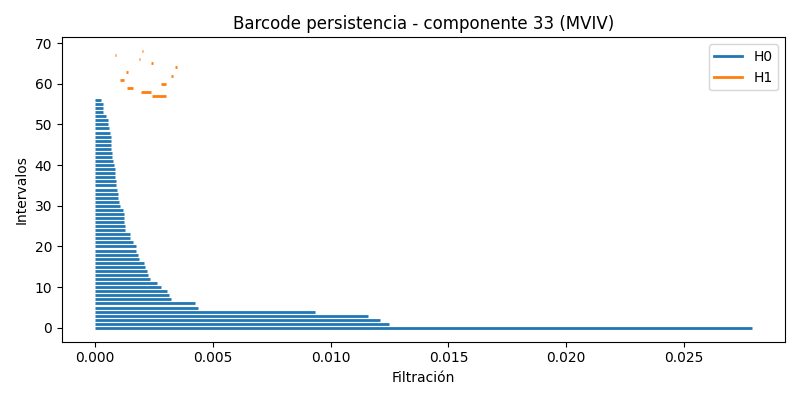 Barcode persistencia - componente 33 (MVIV)
H0
H1
Intervalos
70
60
50
40
30
20
10
0
0.000 0.005 0.010 0.015 0.020 0.025
Filtración